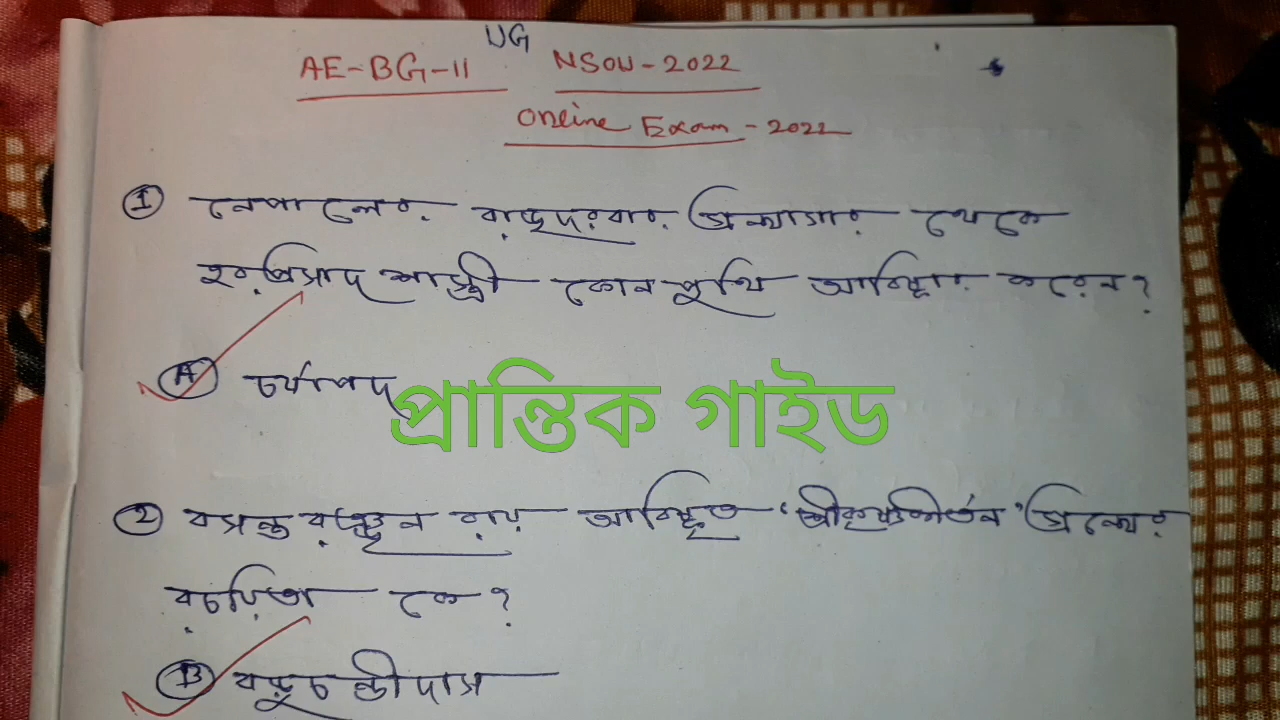 UG
AE-BG-11 NSOU-2022
Online Exam-2022
① নেপালের রাজদরবার গ্রন্থাগার থেকে
হরপ্রসাদ শাস্ত্রী কোন পুথি আবিষ্কার করেন?
Ⓐ চর্যাপদ
প্রান্তিক গাইড
② বসন্ত রঞ্জন রায় আবিষ্কৃত 'শ্রীকৃষ্ণকীর্তন' গ্রন্থের
রচয়িতা কে?
Ⓑ বড়ুচণ্ডীদাস